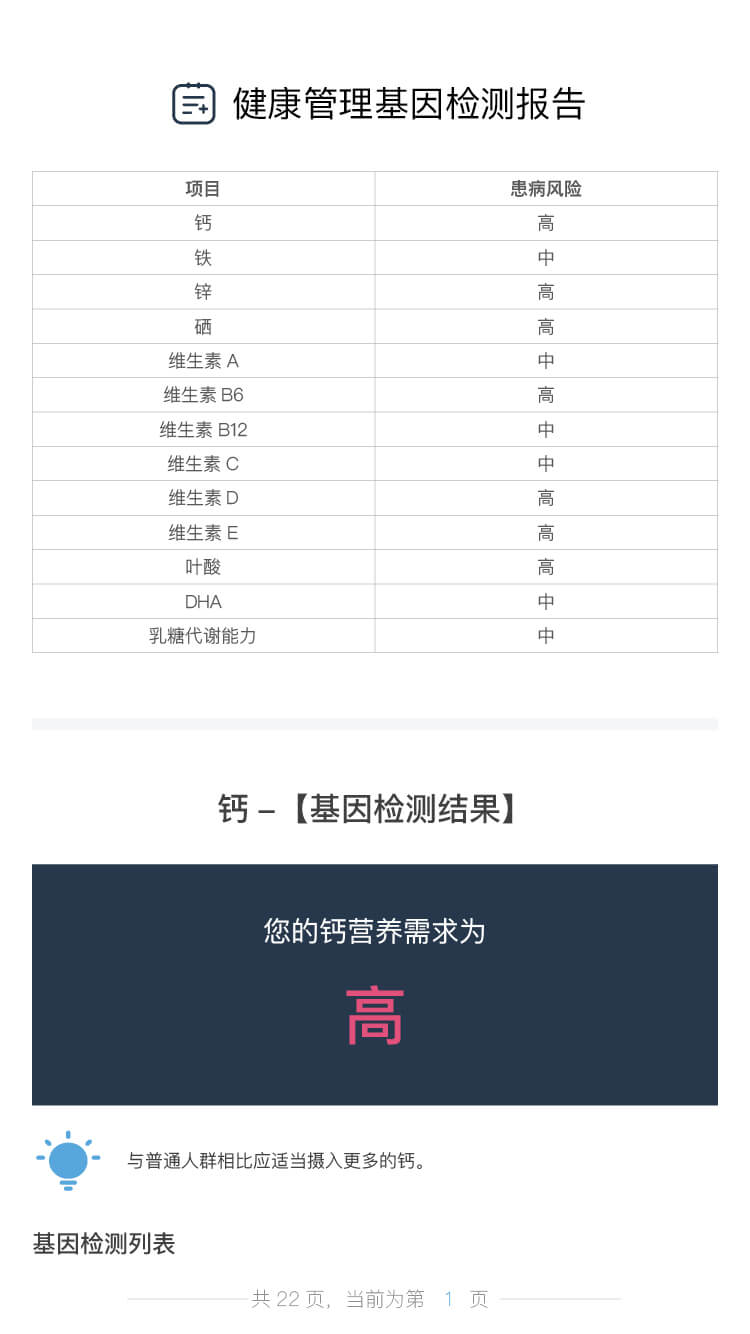 健康管理基因检测报告
项目 患病风险
钙 高
铁 中
锌 高
硒 高
维生素 A 中
维生素 B6 高
维生素 B12 中
维生素 C 中
维生素 D 高
维生素 E 高
叶酸 高
DHA 中
乳糖代谢能力 中
钙 –【基因检测结果】
您的钙营养需求为
高
与普通人群相比应适当摄入更多的钙。
基因检测列表
共 22 页, 当前为第 1 页